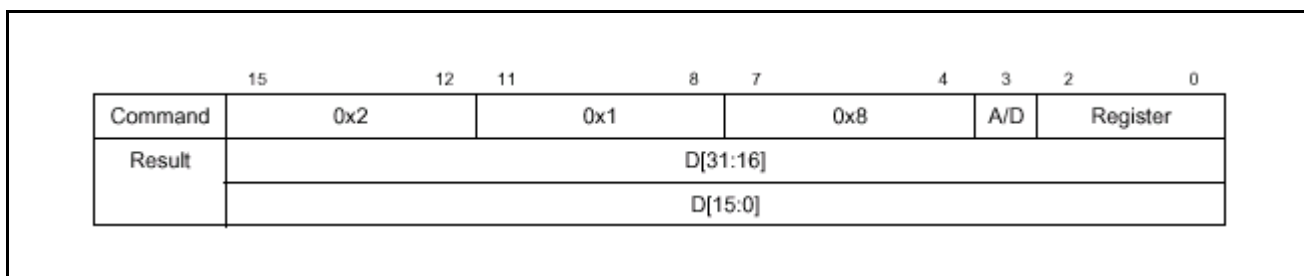 15 12 11 8 7 4 3 2 0
Command 0x2 0x1 0x8 A/D Register
Result D[31:16]
D[15:0]